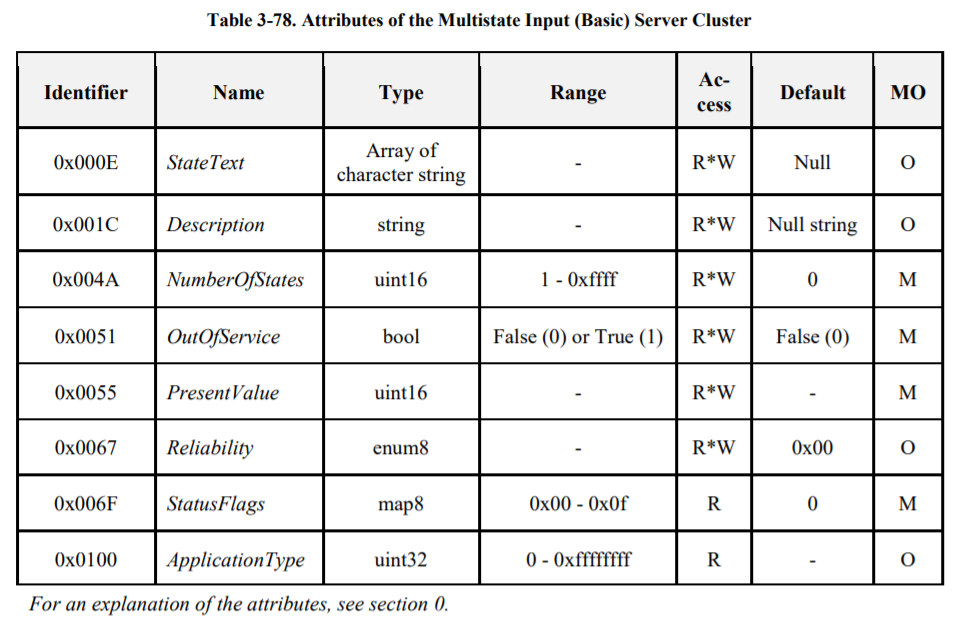 Table 3-78. Attributes of the Multistate Input (Basic) Server Cluster
Identifier Name Type Range Ac-
cess Default MO
0x000E StateText Array of
character string - R*W Null O
0x001C Description string - R*W Null string O
0x004A NumberOfStates uint16 1 - 0xffff R*W 0 M
0x0051 OutOfService bool False (0) or True (1) R*W False (0) M
0x0055 PresentValue uint16 - R*W - M
0x0067 Reliability enum8 - R*W 0x00 O
0x006F StatusFlags map8 0x00 - 0x0f R 0 M
0x0100 ApplicationType uint32 0 - 0xffffffff R - O
For an explanation of the attributes, see section 0.